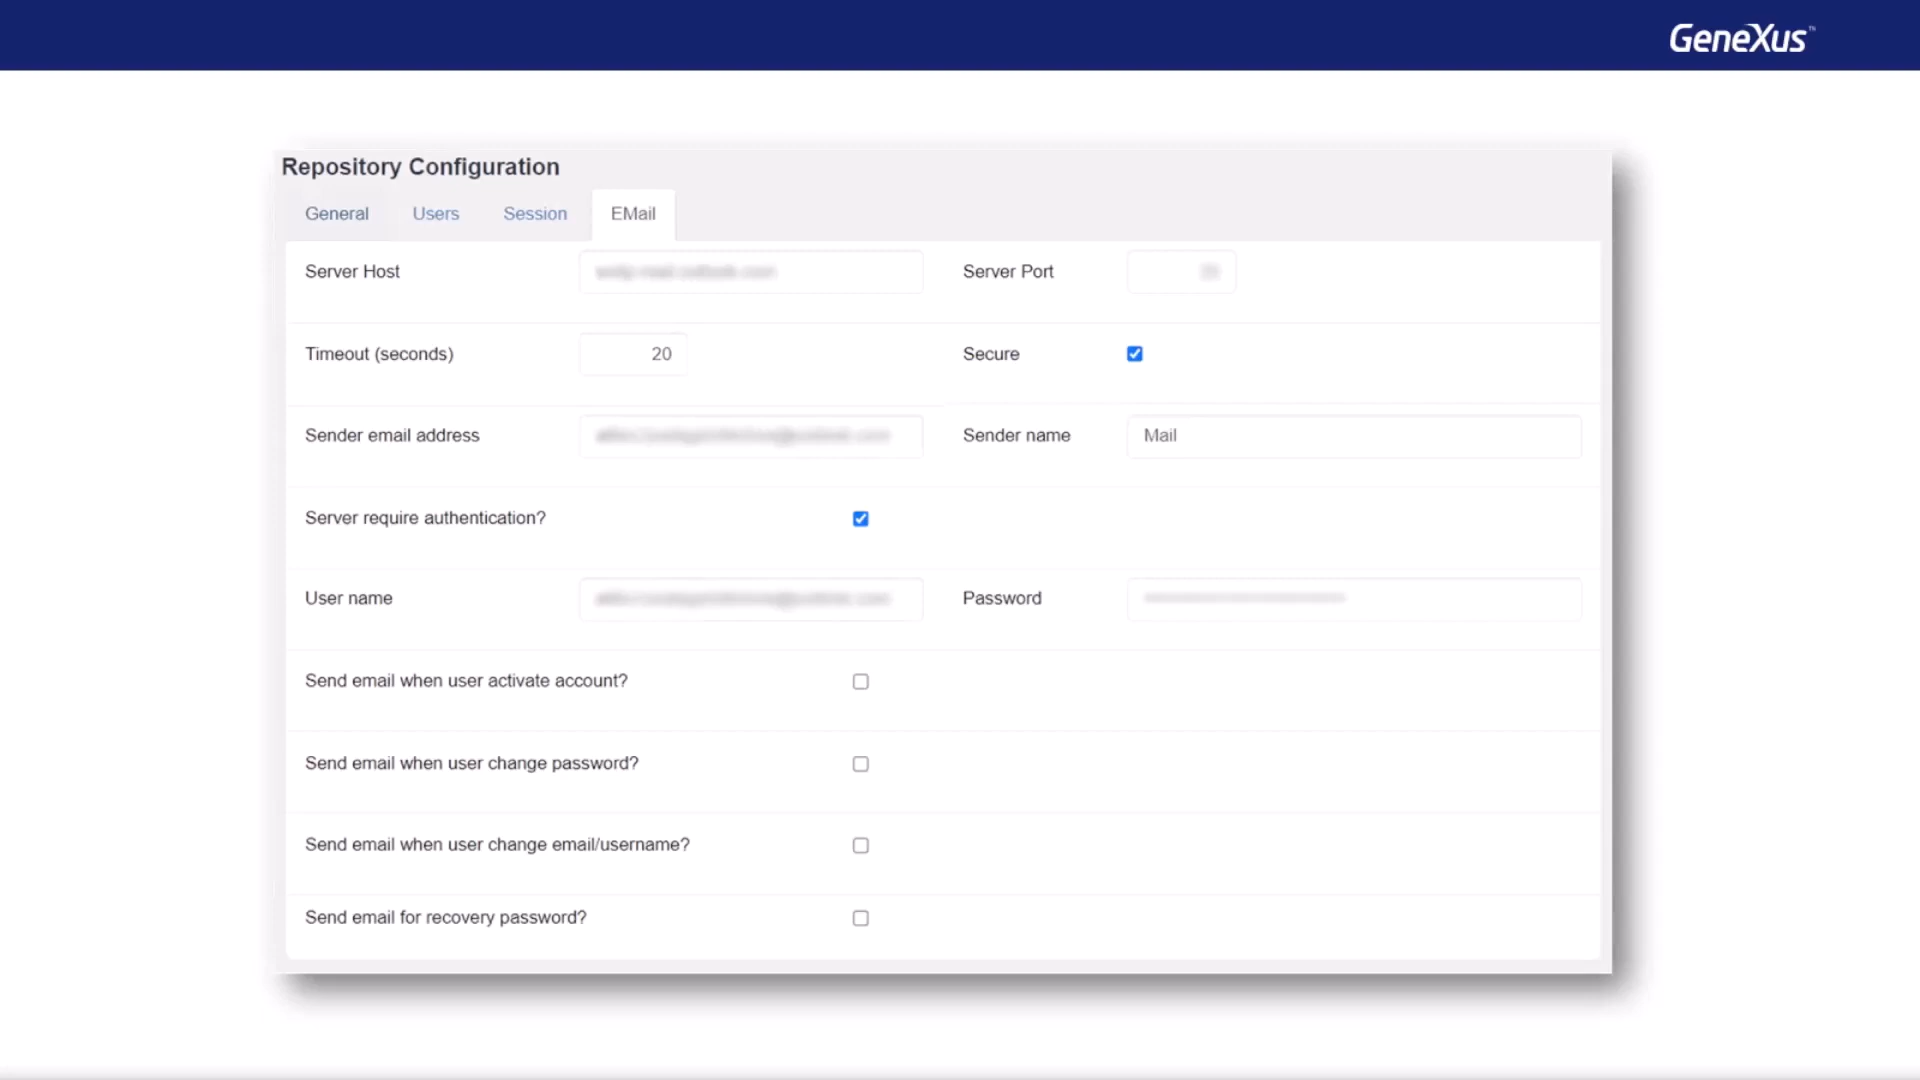 GeneXus™
Repository Configuration
General Users Session EMail
Server Host Server Port
Timeout (seconds) 20 Secure
Sender email address Sender name Mail
Server require authentication?
User name Password
Send email when user activate account?
Send email when user change password?
Send email when user change email/username?
Send email for recovery password?